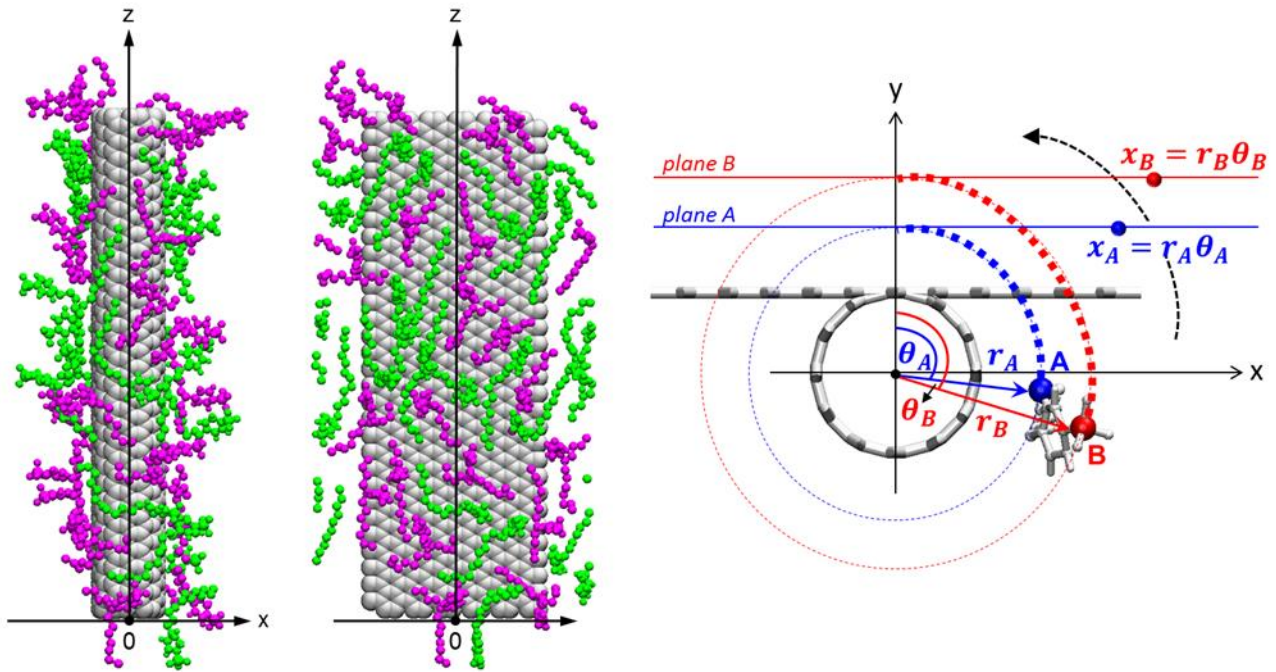 z
x
0
z
0
y
plane B
x_B = r_B θ_B
plane A
x_A = r_A θ_A
θ_A
r_A
A
x
θ_B
r_B
B